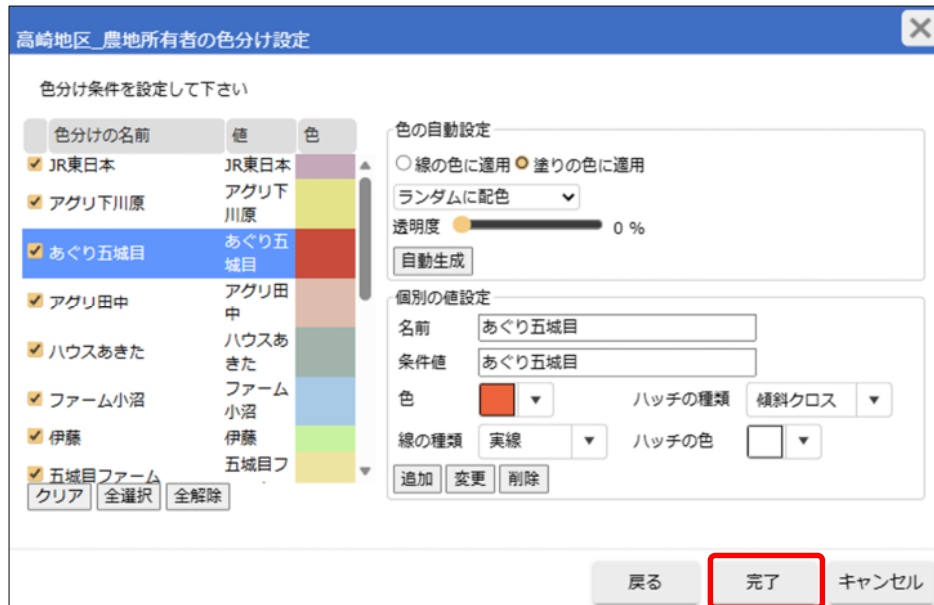 高崎地区_農地所有者の色分け設定
色分け条件を設定して下さい
色分けの名前 値 色
JR東日本 JR東日本
アグリ下川原 アグリ下
川原
あぐり五城目 あぐり五
城目
アグリ田中 アグリ田
中
ハウスあきた ハウスあ
きた
ファーム小沼 ファーム
小沼
伊藤 伊藤
五城目ファーム 五城目フ
クリア 全選択 全解除
色の自動設定
線の色に適用 塗りの色に適用
ランダムに配色
透明度 0 %
自動生成
個別の値設定
名前 あぐり五城目
条件値 あぐり五城目
色 ハッチの種類 傾斜クロス
線の種類 実線 ハッチの色
追加 変更 削除
戻る 完了 キャンセル